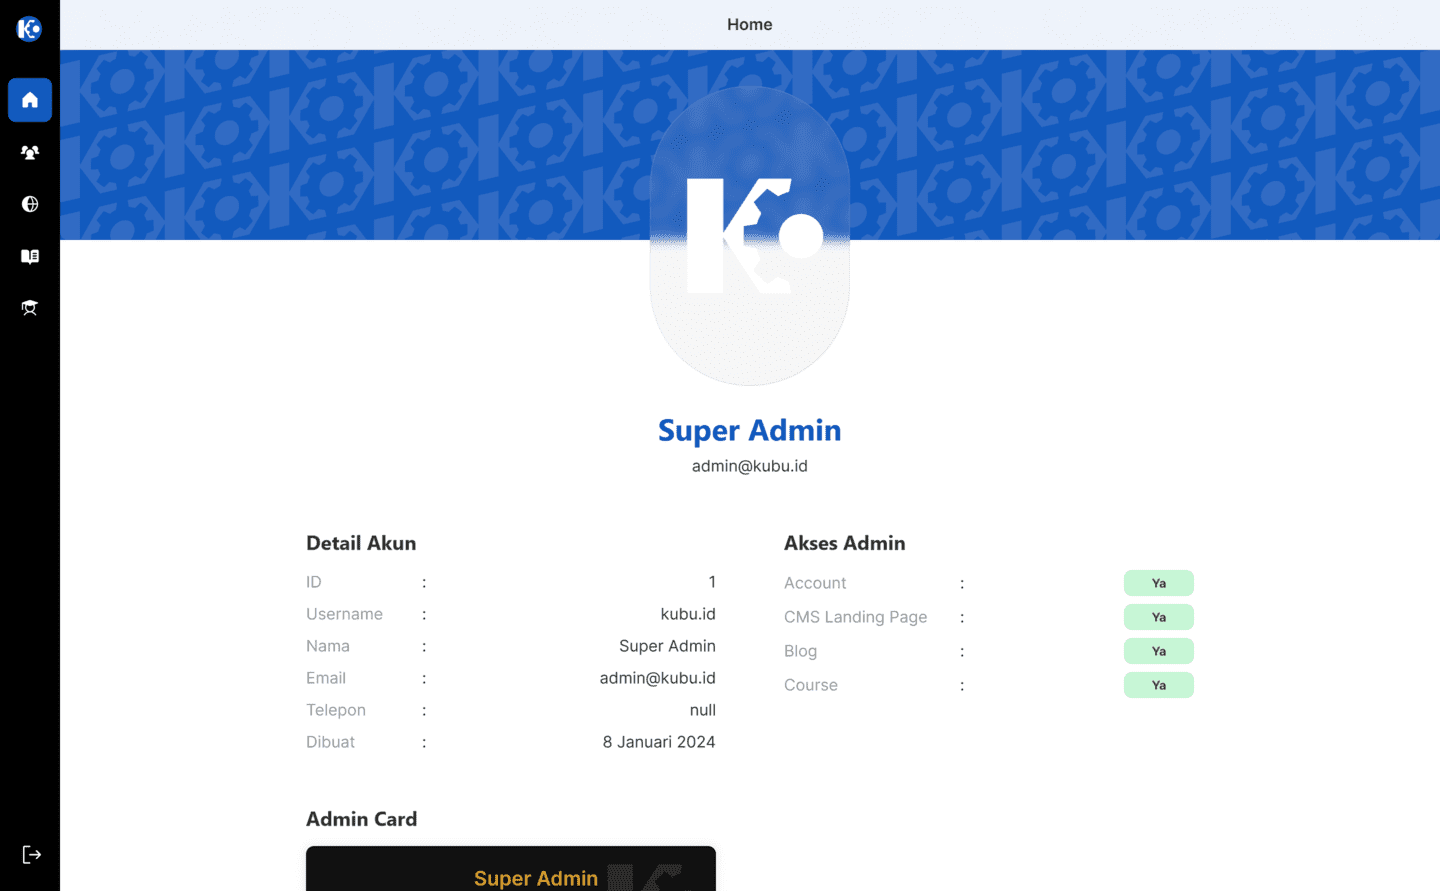 Home
Super Admin
admin@kubu.id
Detail Akun
ID : 1
Username : kubu.id
Nama : Super Admin
Email : admin@kubu.id
Telepon : null
Dibuat : 8 Januari 2024
Akses Admin
Account : Ya
CMS Landing Page : Ya
Blog : Ya
Course : Ya
Admin Card
Super Admin